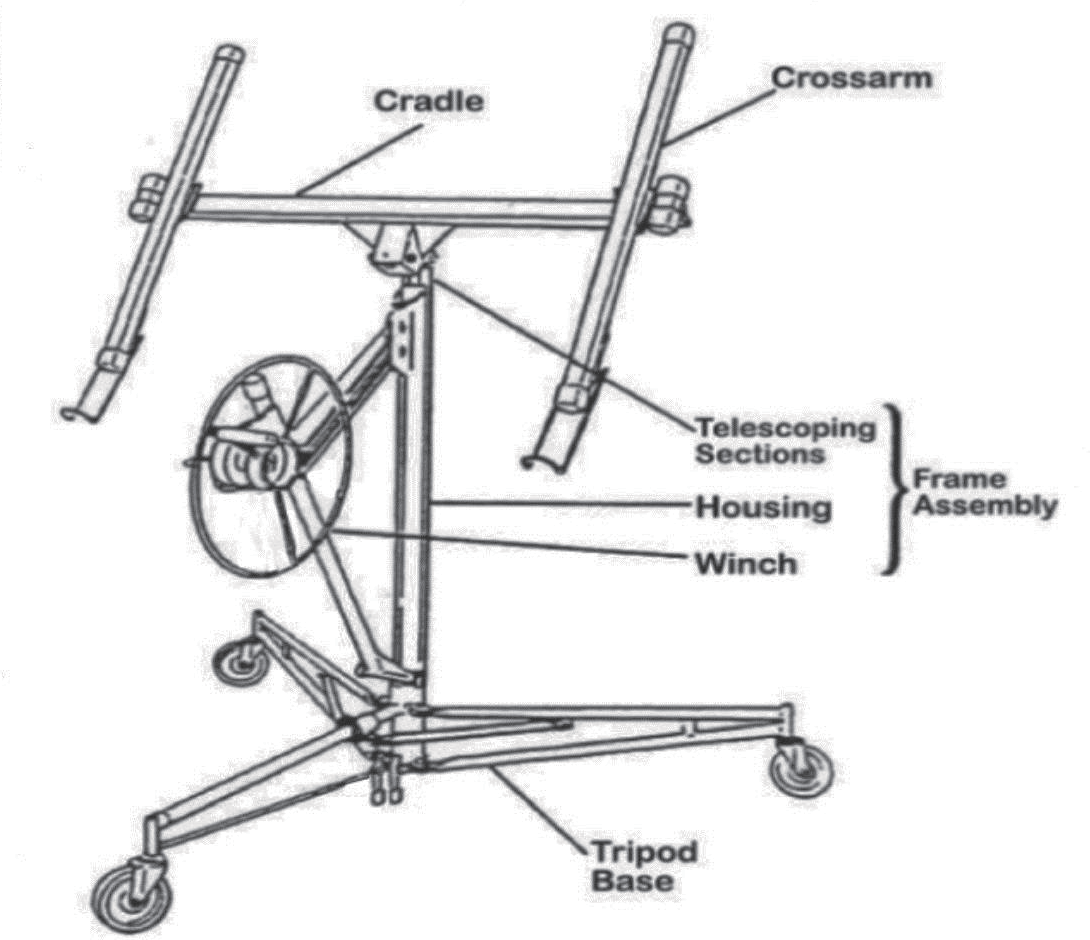 Cradle
Crossarm
Telescoping
Sections
Housing
Winch
Frame
Assembly
Tripod
Base